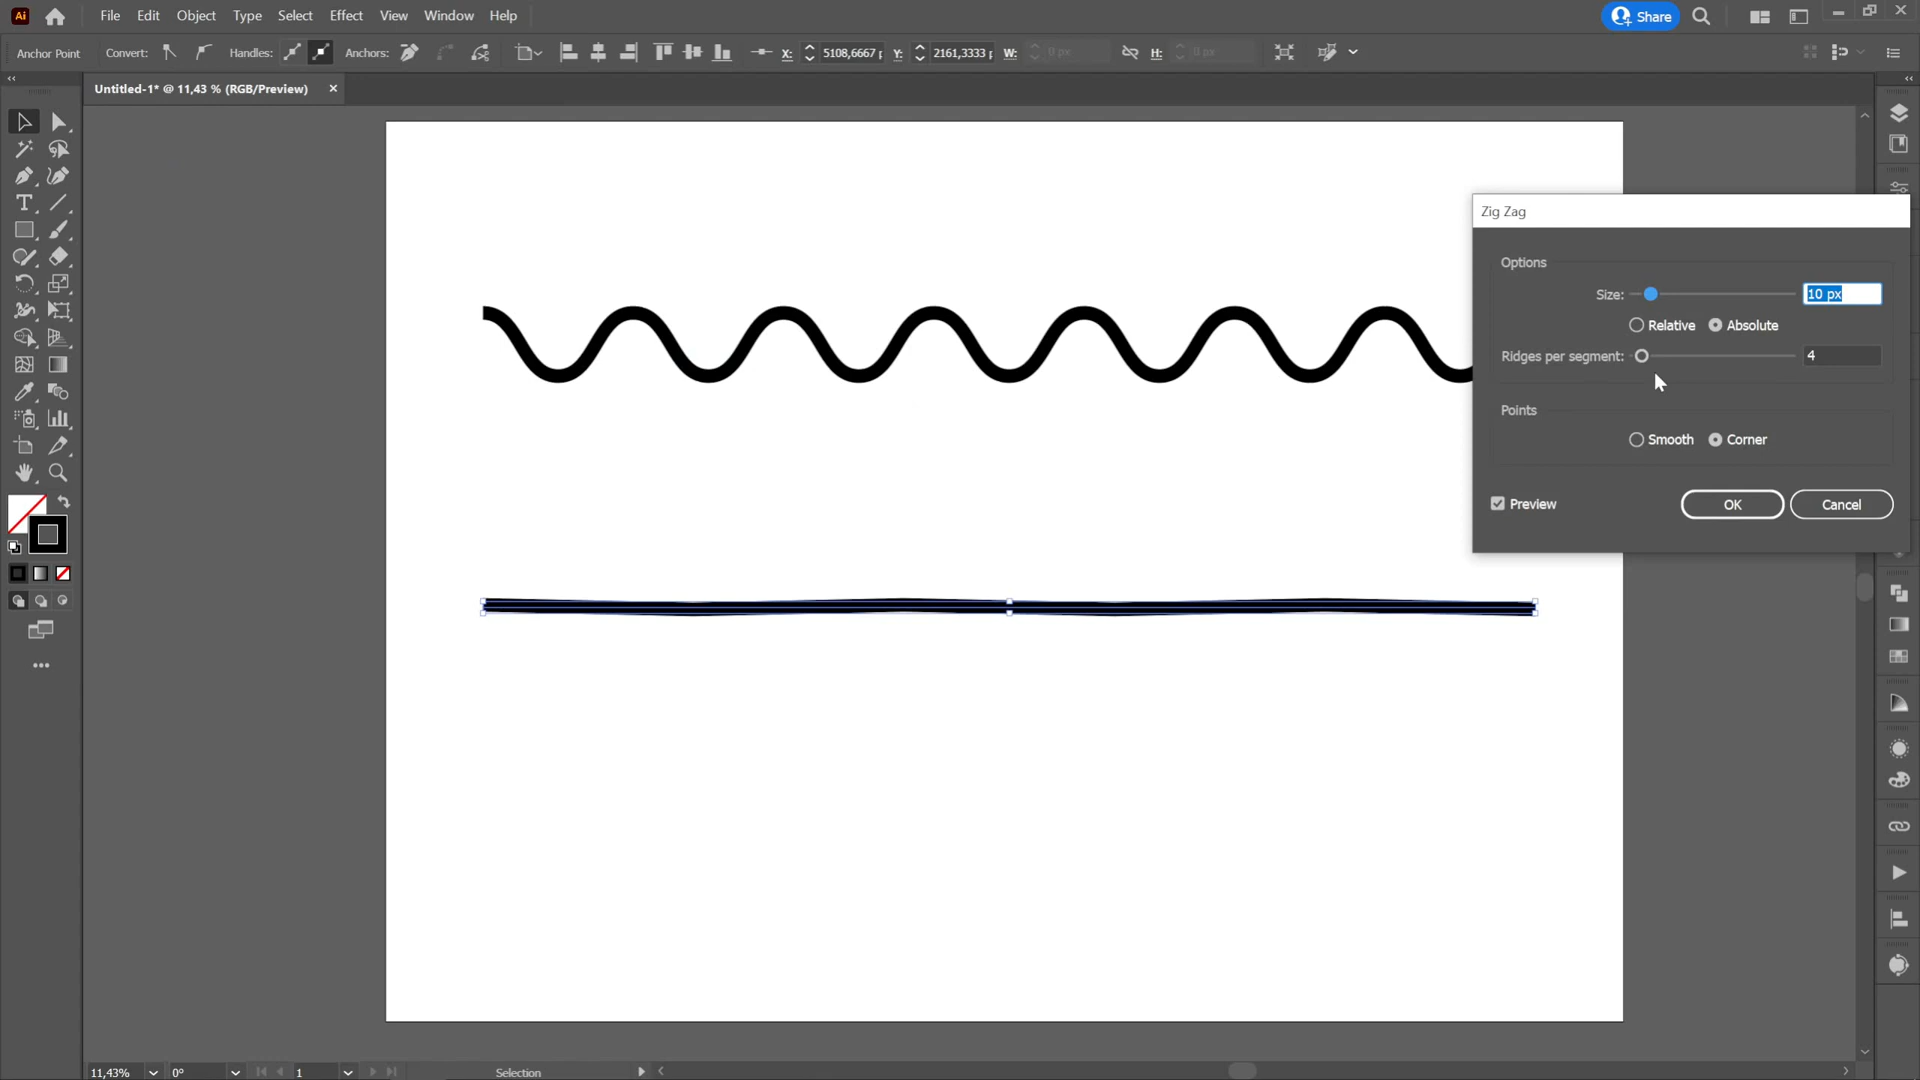 Ai File Edit Object Type Select Effect View Window Help Share
Anchor Point Convert: Handles: Anchors: X: 5108,6667 p Y: 2161,3333 p W: 0 px H: 0 px
Untitled-1* @ 11,43 % (RGB/Preview) ×
Zig Zag
Options
Size: 10 px
Relative Absolute
Ridges per segment: 4
Points
Smooth Corner
Preview OK Cancel
11,43% 0° 1 Selection